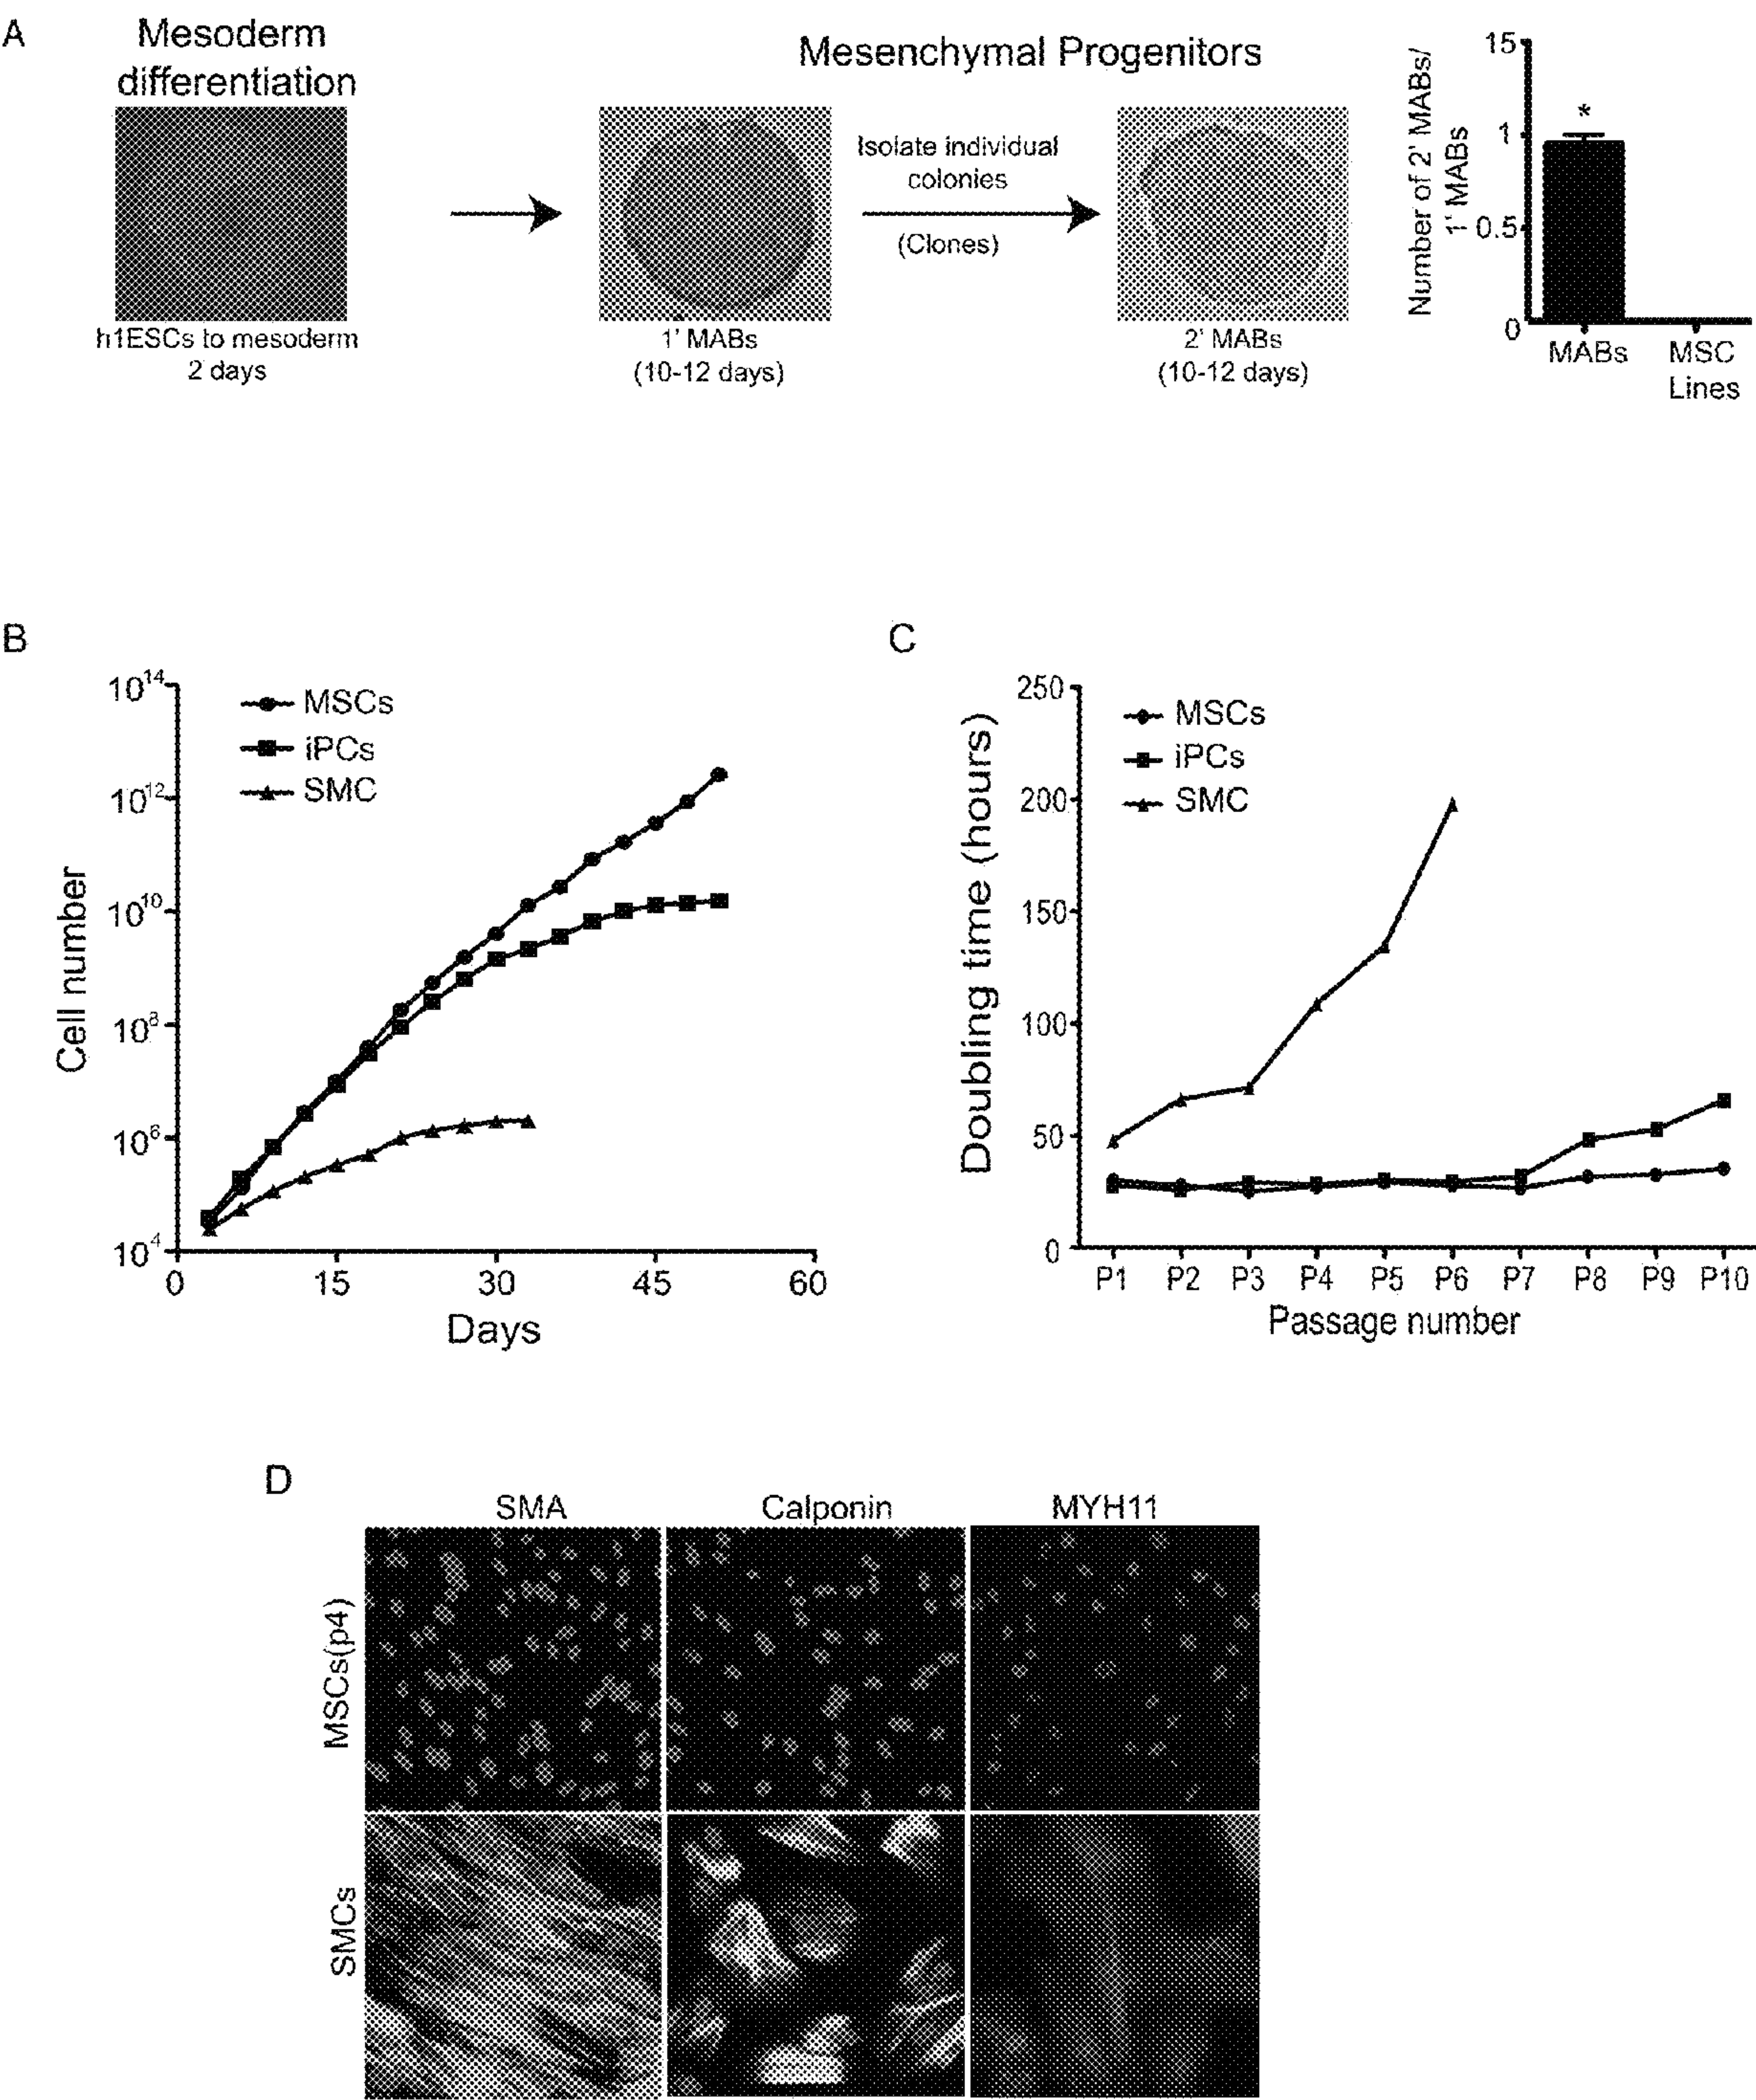 A
Mesoderm
differentiation
h1ESCs to mesoderm
2 days
Mesenchymal Progenitors
1' MABs
(10-12 days)
Isolate individual
colonies
(Clones)
2' MABs
(10-12 days)
Number of 2' MABs/
1' MABs
15
1
0.5
0
*
MABs
MSC
Lines
B
Cell number
10^14
10^12
10^10
10^8
10^6
10^4
MSCs
iPCs
SMC
0
15
30
45
60
Days
C
Doubling time (hours)
250
200
150
100
50
0
MSCs
iPCs
SMC
P1
P2
P3
P4
P5
P6
P7
P8
P9
P10
Passage number
D
SMA
Calponin
MYH11
MSCs(p4)
SMCs